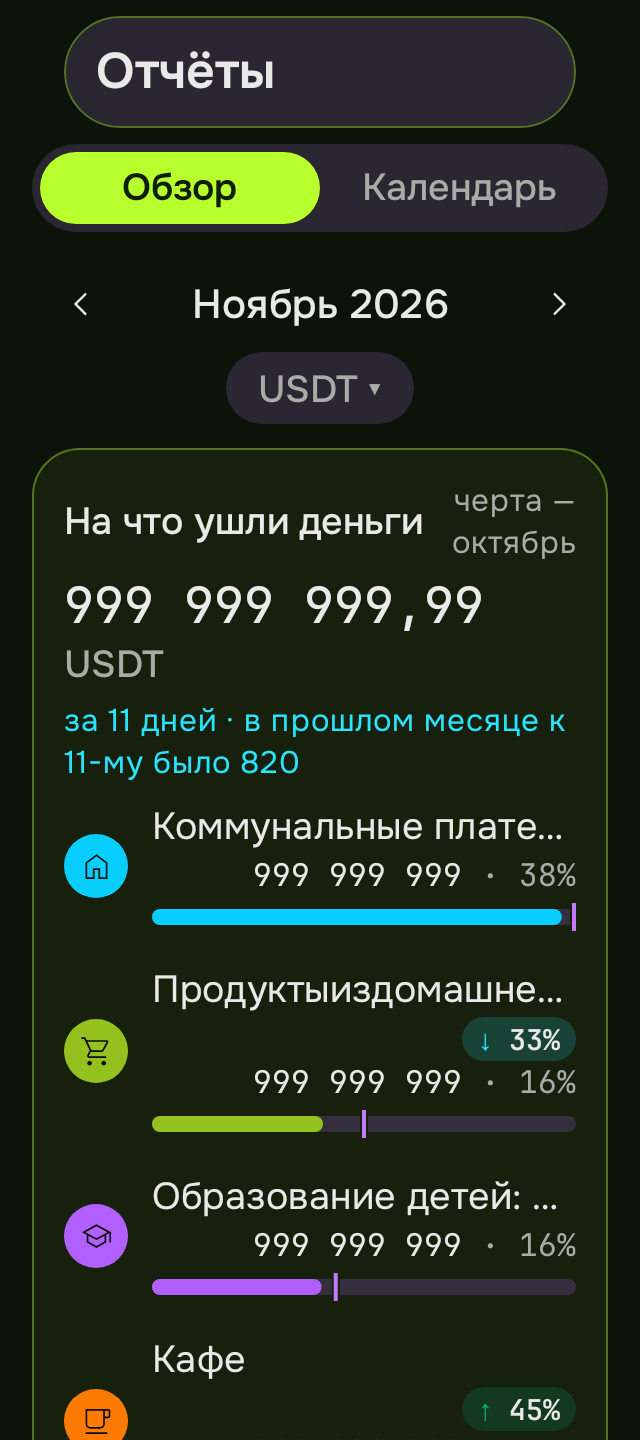 Отчёты
Обзор
Календарь
Ноябрь 2026
USDT ▾
На что ушли деньги
черта —
октябрь
999 999 999,99
USDT
за 11 дней · в прошлом месяце к
11-му было 820
Коммунальные плате...
999 999 999 · 38%
Продуктыиздомашне...
↓ 33%
999 999 999 · 16%
Образование детей: ...
999 999 999 · 16%
Кафе
↑ 45%